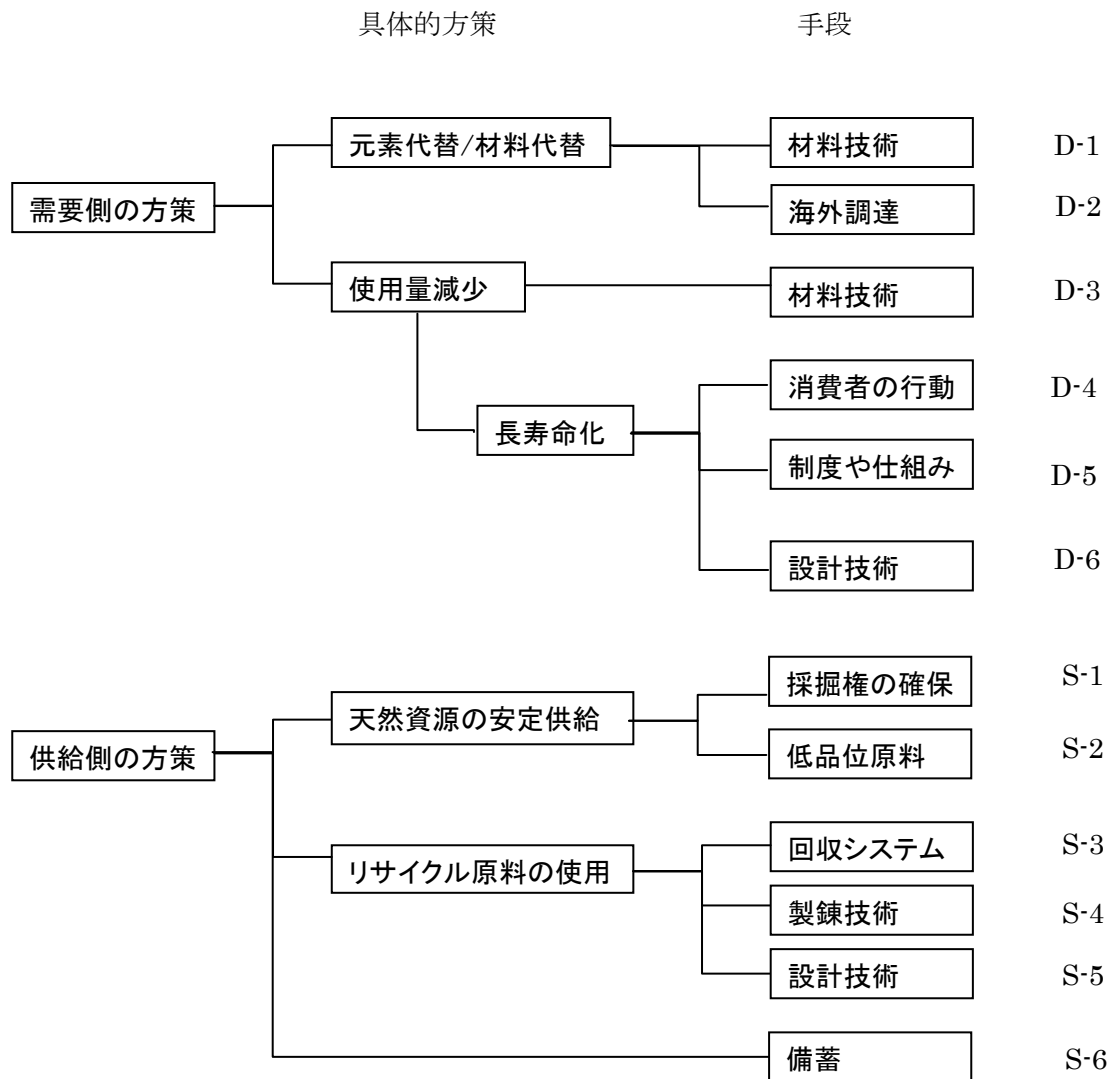 具体的方策 手段
元素代替/材料代替 材料技術 D-1
需要側の方策 海外調達 D-2
使用量減少 材料技術 D-3
消費者の行動 D-4
長寿命化
制度や仕組み D-5
設計技術 D-6
採掘権の確保 S-1
天然資源の安定供給
供給側の方策 低品位原料 S-2
回収システム S-3
リサイクル原料の使用
製錬技術 S-4
設計技術 S-5
備蓄 S-6